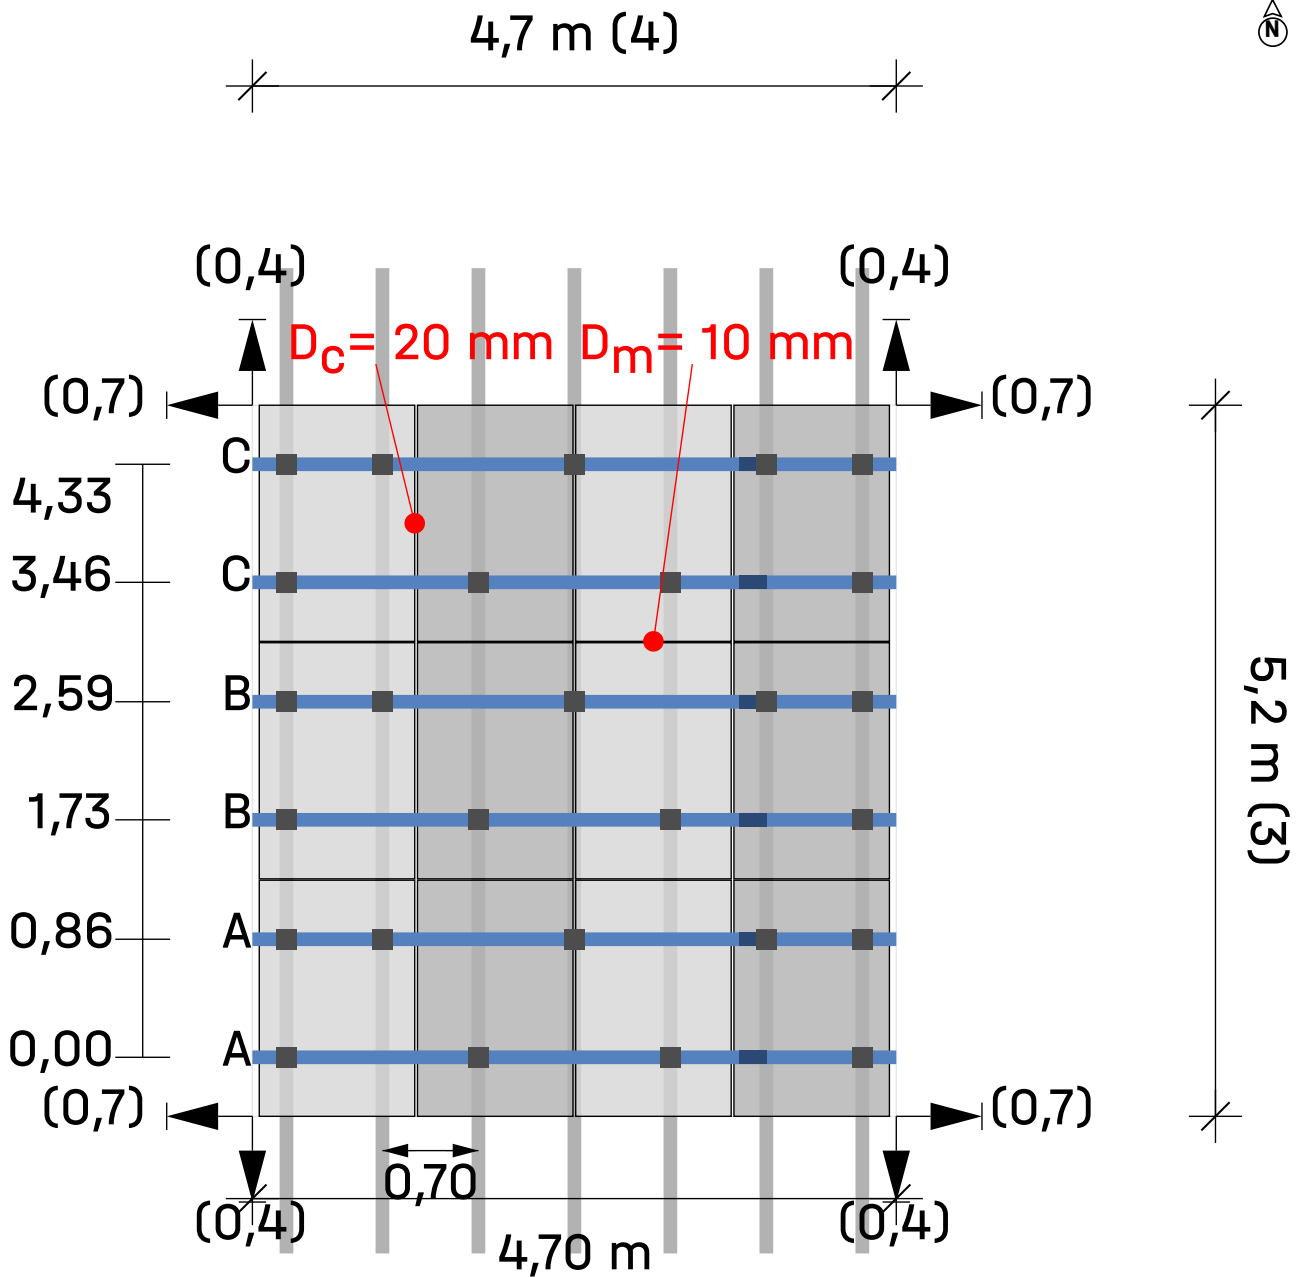 N
4,7 m (4)
(0,4)
(0,4)
Dc= 20 mm
Dm= 10 mm
(0,7)
(0,7)
C
4,33
C
3,46
B
2,59
5,2 m (3)
B
1,73
A
0,86
A
0,00
(0,7)
(0,7)
0,70
(0,4)
(0,4)
4,70 m